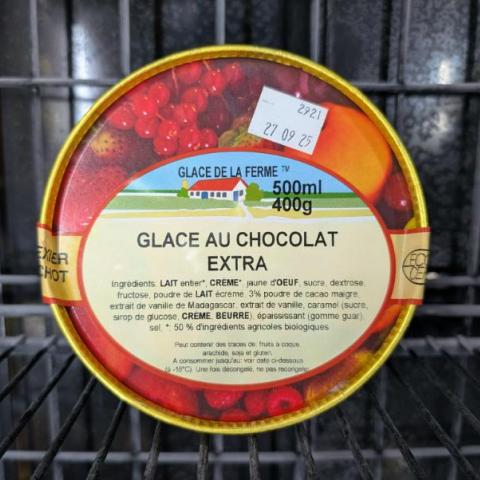 2921
27 09 25
GLACE DE LA FERME TM
500ml
400g
GLACE AU CHOCOLAT
EXTRA
Ingrédients: LAIT entier*, CRÈME*, jaune d'OEUF, sucre, dextrose,
fructose, poudre de LAIT écrémé, 3% poudre de cacao maigre,
extrait de vanille de Madagascar, extrait de vanille, caramel (sucre,
sirop de glucose, CRÈME, BEURRE), épaississant (gomme guar),
sel, *: 50 % d'ingrédients agricoles biologiques
Peut contenir des traces de: fruits à coque,
arachide, soja et gluten.
A consommer jusqu'au: voir date ci-dessous
(à -18°C). Une fois décongelé, ne pas recongeler.